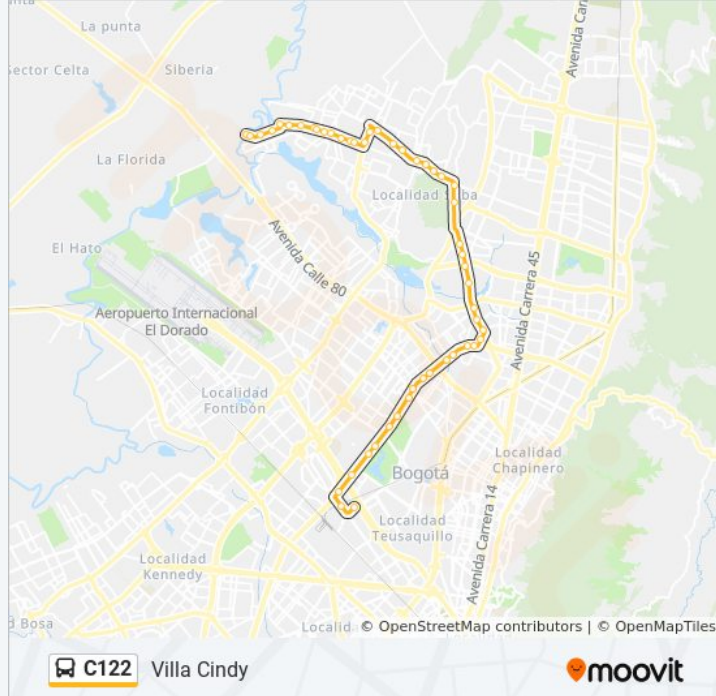 unta
La punta
Sector Celta
Siberia
Avenida Car
La Florida
Localidad Suba
El Hato
Avenida Calle 80
Avenida Carrera 45
Aeropuerto Internacional
El Dorado
Localidad
Fontibón
Localidad
Chapinero
Bogotá
Avenida Carrera 14
Localidad
Teusaquillo
Localidad
Kennedy
d Bosa
Localid
© OpenStreetMap contributors | © OpenMapTiles
C122 Villa Cindy
moovit